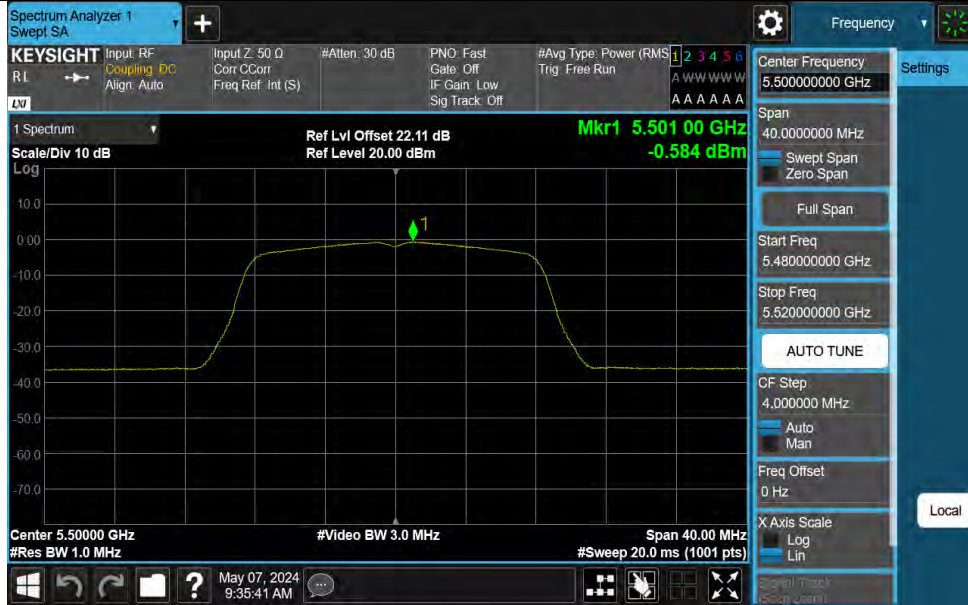 Spectrum Analyzer 1
Swept SA
+
Frequency
KEYSIGHT
RL
LXI
Input: RF
Coupling: DC
Align: Auto
Input Z: 50 Ω
Corr CCorr
Freq Ref: Int (S)
#Atten: 30 dB
PNO: Fast
Gate: Off
IF Gain: Low
Sig Track: Off
#Avg Type: Power (RMS
Trig: Free Run
1 2 3 4 5 6
A W W W W W
A A A A A A
1 Spectrum
Scale/Div 10 dB
Log
Ref Lvl Offset 22.11 dB
Ref Level 20.00 dBm
Mkr1 5.501 00 GHz
-0.584 dBm
1
10.0
0.00
-10.0
-20.0
-30.0
-40.0
-50.0
-60.0
-70.0
Center 5.50000 GHz
#Res BW 1.0 MHz
#Video BW 3.0 MHz
Span 40.00 MHz
#Sweep 20.0 ms (1001 pts)
?
May 07, 2024
9:35:41 AM
Center Frequency
5.500000000 GHz
Span
40.0000000 MHz
Swept Span
Zero Span
Full Span
Start Freq
5.480000000 GHz
Stop Freq
5.520000000 GHz
AUTO TUNE
CF Step
4.000000 MHz
Auto
Man
Freq Offset
0 Hz
X Axis Scale
Log
Lin
Signal Track
(Span Zoom)
Settings
Local